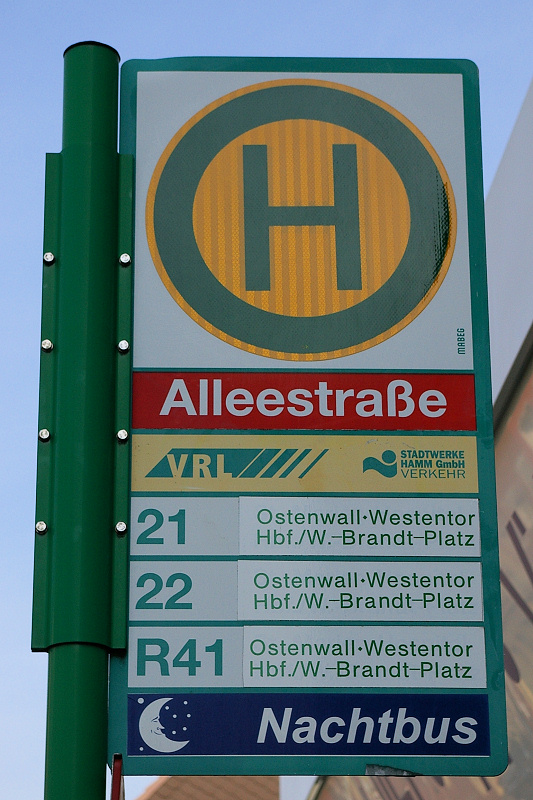 H
MABEG
Alleestraße
VRL
STADTWERKE
HAMM GmbH
VERKEHR
21
Ostenwall·Westentor
Hbf./W.-Brandt-Platz
22
Ostenwall·Westentor
Hbf./W.-Brandt-Platz
R41
Ostenwall·Westentor
Hbf./W.-Brandt-Platz
Nachtbus